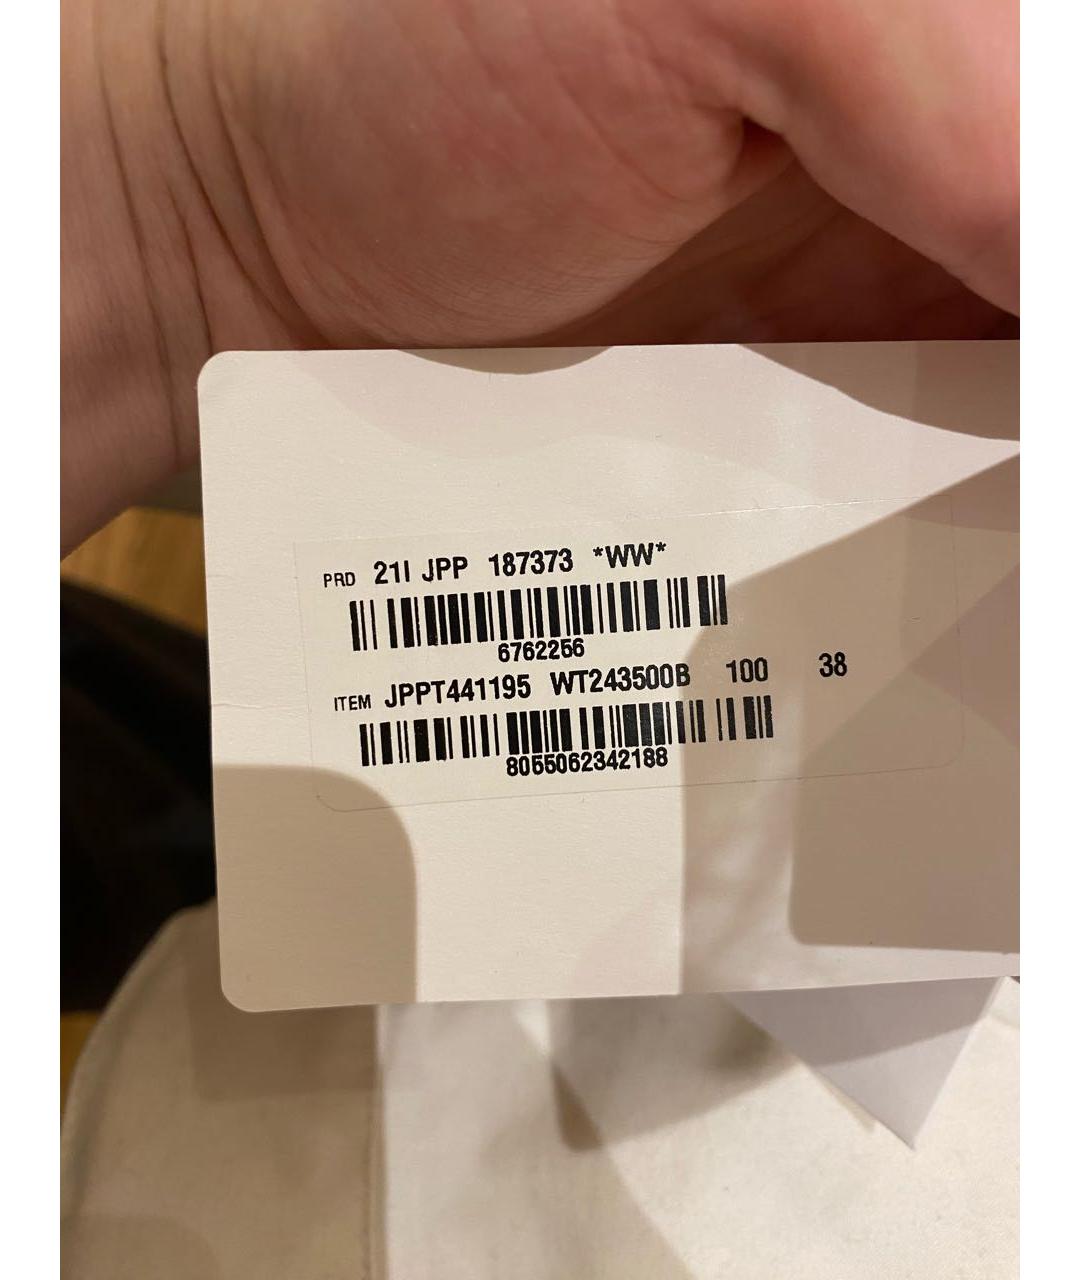 PRD 21I JPP 187373 *WW*
6762256
ITEM JPPT441195 WT243500B 100 38
8055062342188